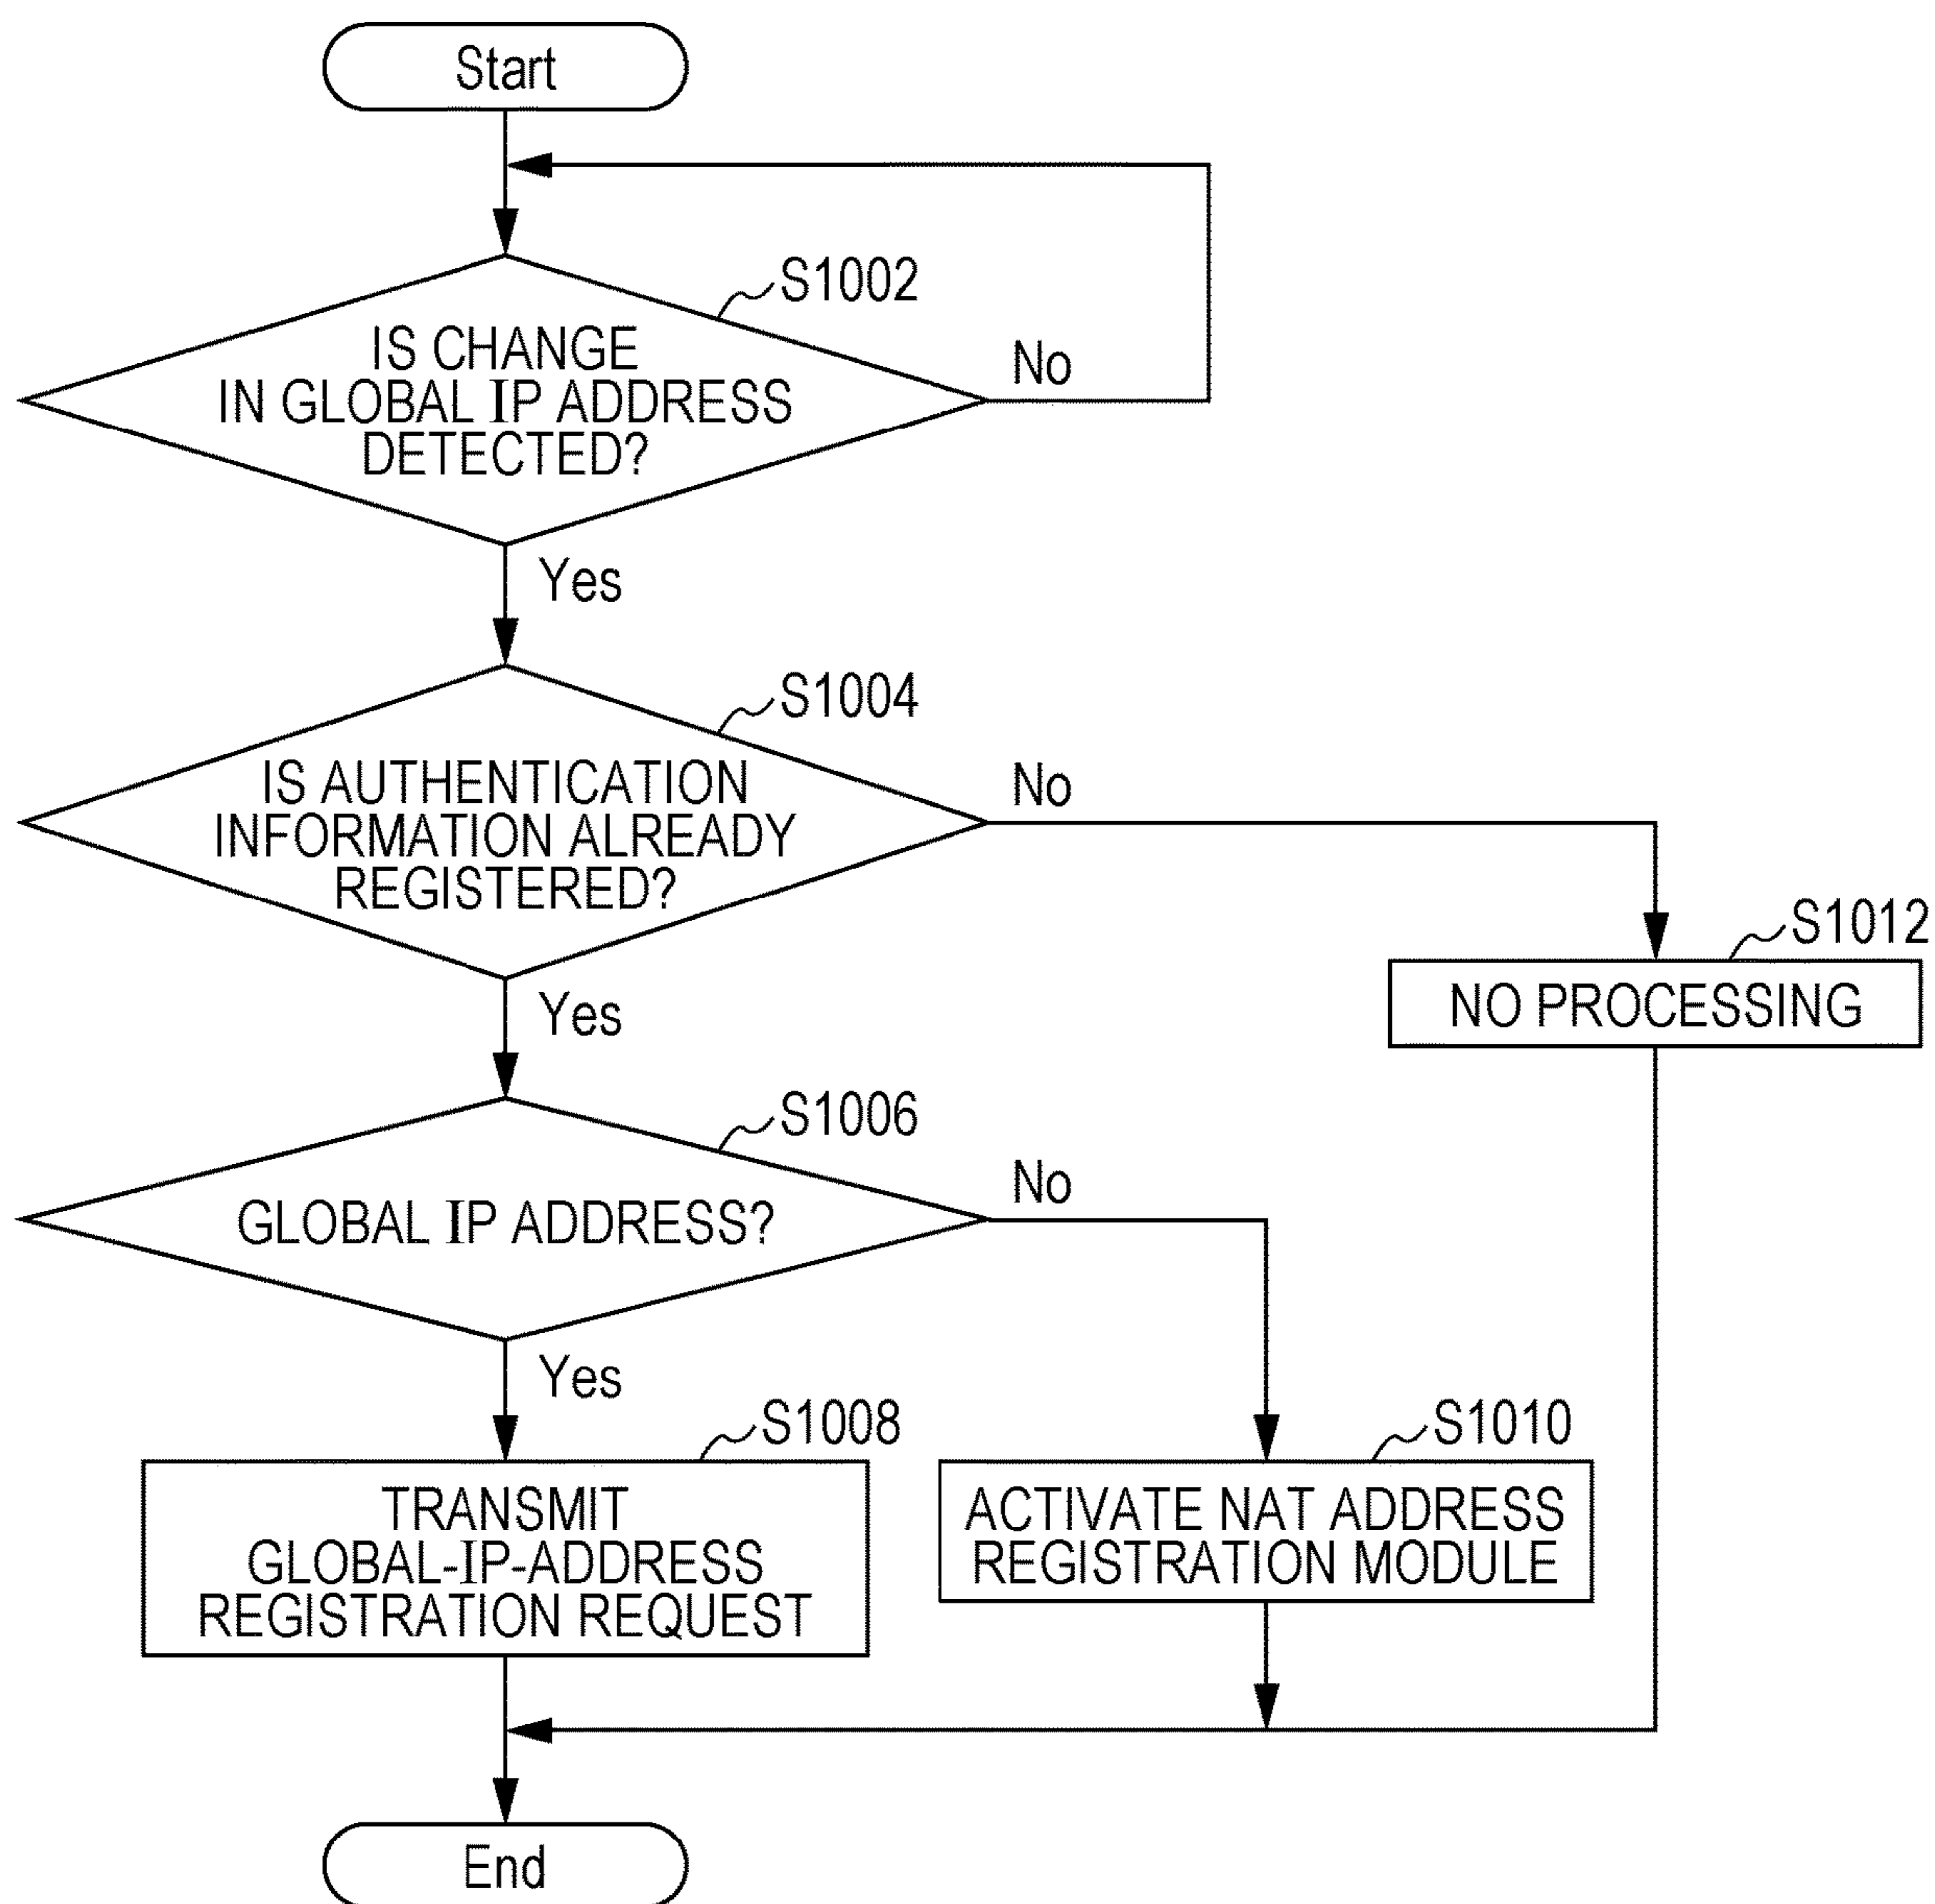 Start
S1002
IS CHANGE
IN GLOBAL IP ADDRESS
DETECTED?
No
Yes
S1004
IS AUTHENTICATION
INFORMATION ALREADY
REGISTERED?
No
S1012
NO PROCESSING
Yes
S1006
GLOBAL IP ADDRESS?
No
Yes
S1008
TRANSMIT
GLOBAL-IP-ADDRESS
REGISTRATION REQUEST
S1010
ACTIVATE NAT ADDRESS
REGISTRATION MODULE
End